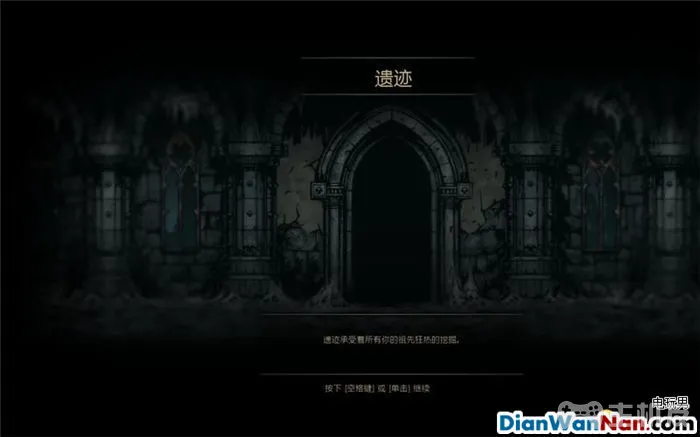 遗迹
遗迹承受着所有你的祖先狂热的挖掘。
按下 [空格键] 或 [单击] 继续
电玩男
DianWanNan.com